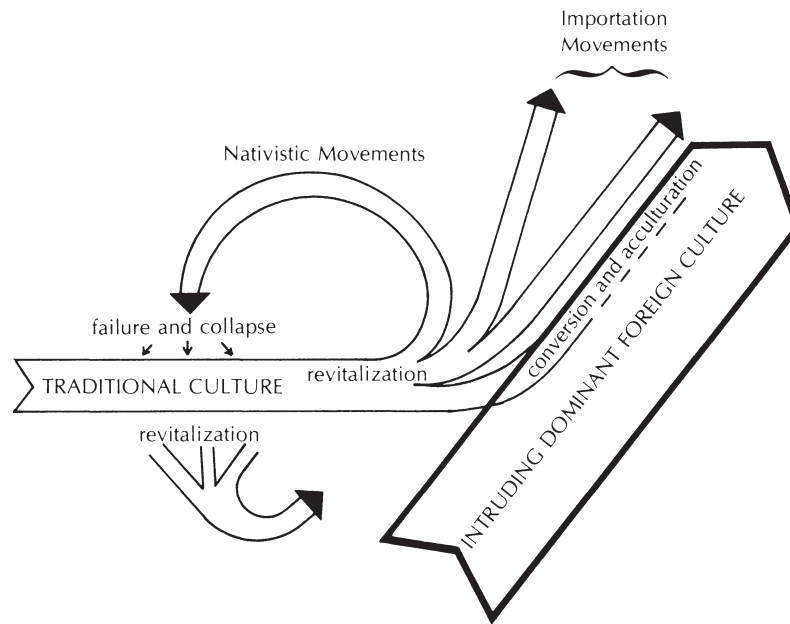 Importation
Movements
Nativistic Movements
failure and collapse
revitalization
TRADITIONAL CULTURE
revitalization
conversion and acculturation
INTRUDING DOMINANT FOREIGN CULTURE